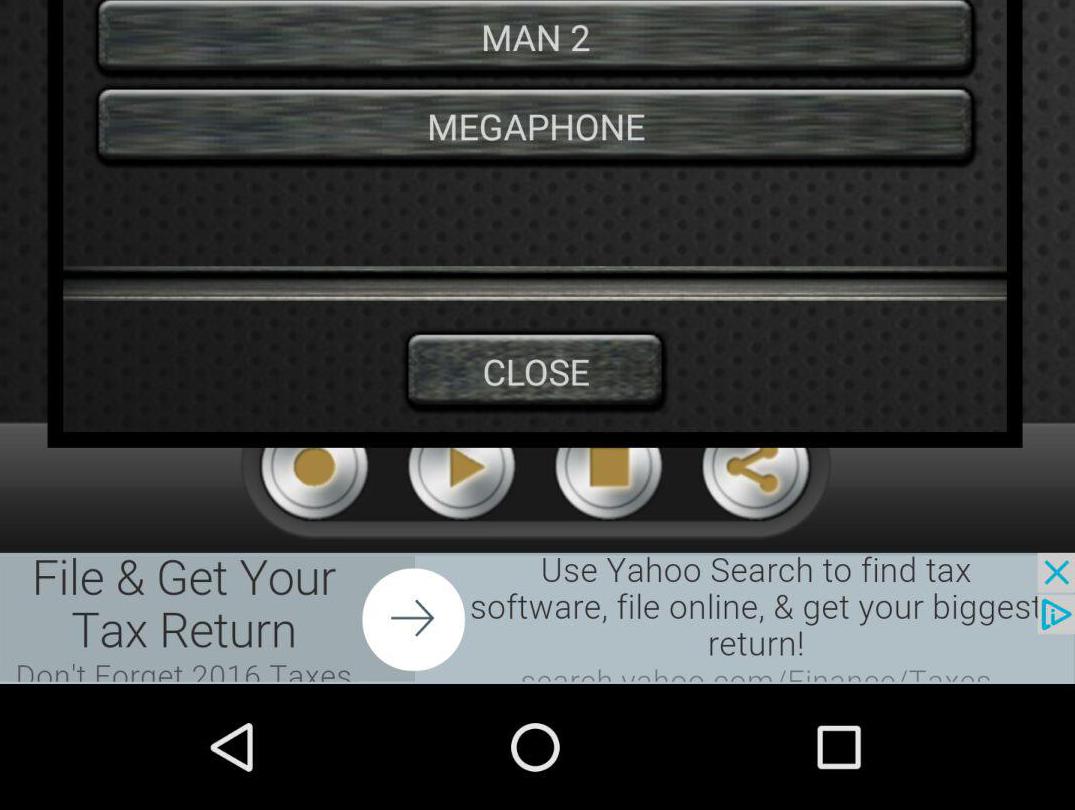 MAN 2
MEGAPHONE
CLOSE
File & Get Your
Tax Return
Don't Forget 2016 Taxes
Use Yahoo Search to find tax
software, file online, & get your biggest
return!
search.yahoo.com/Finance/Taxes